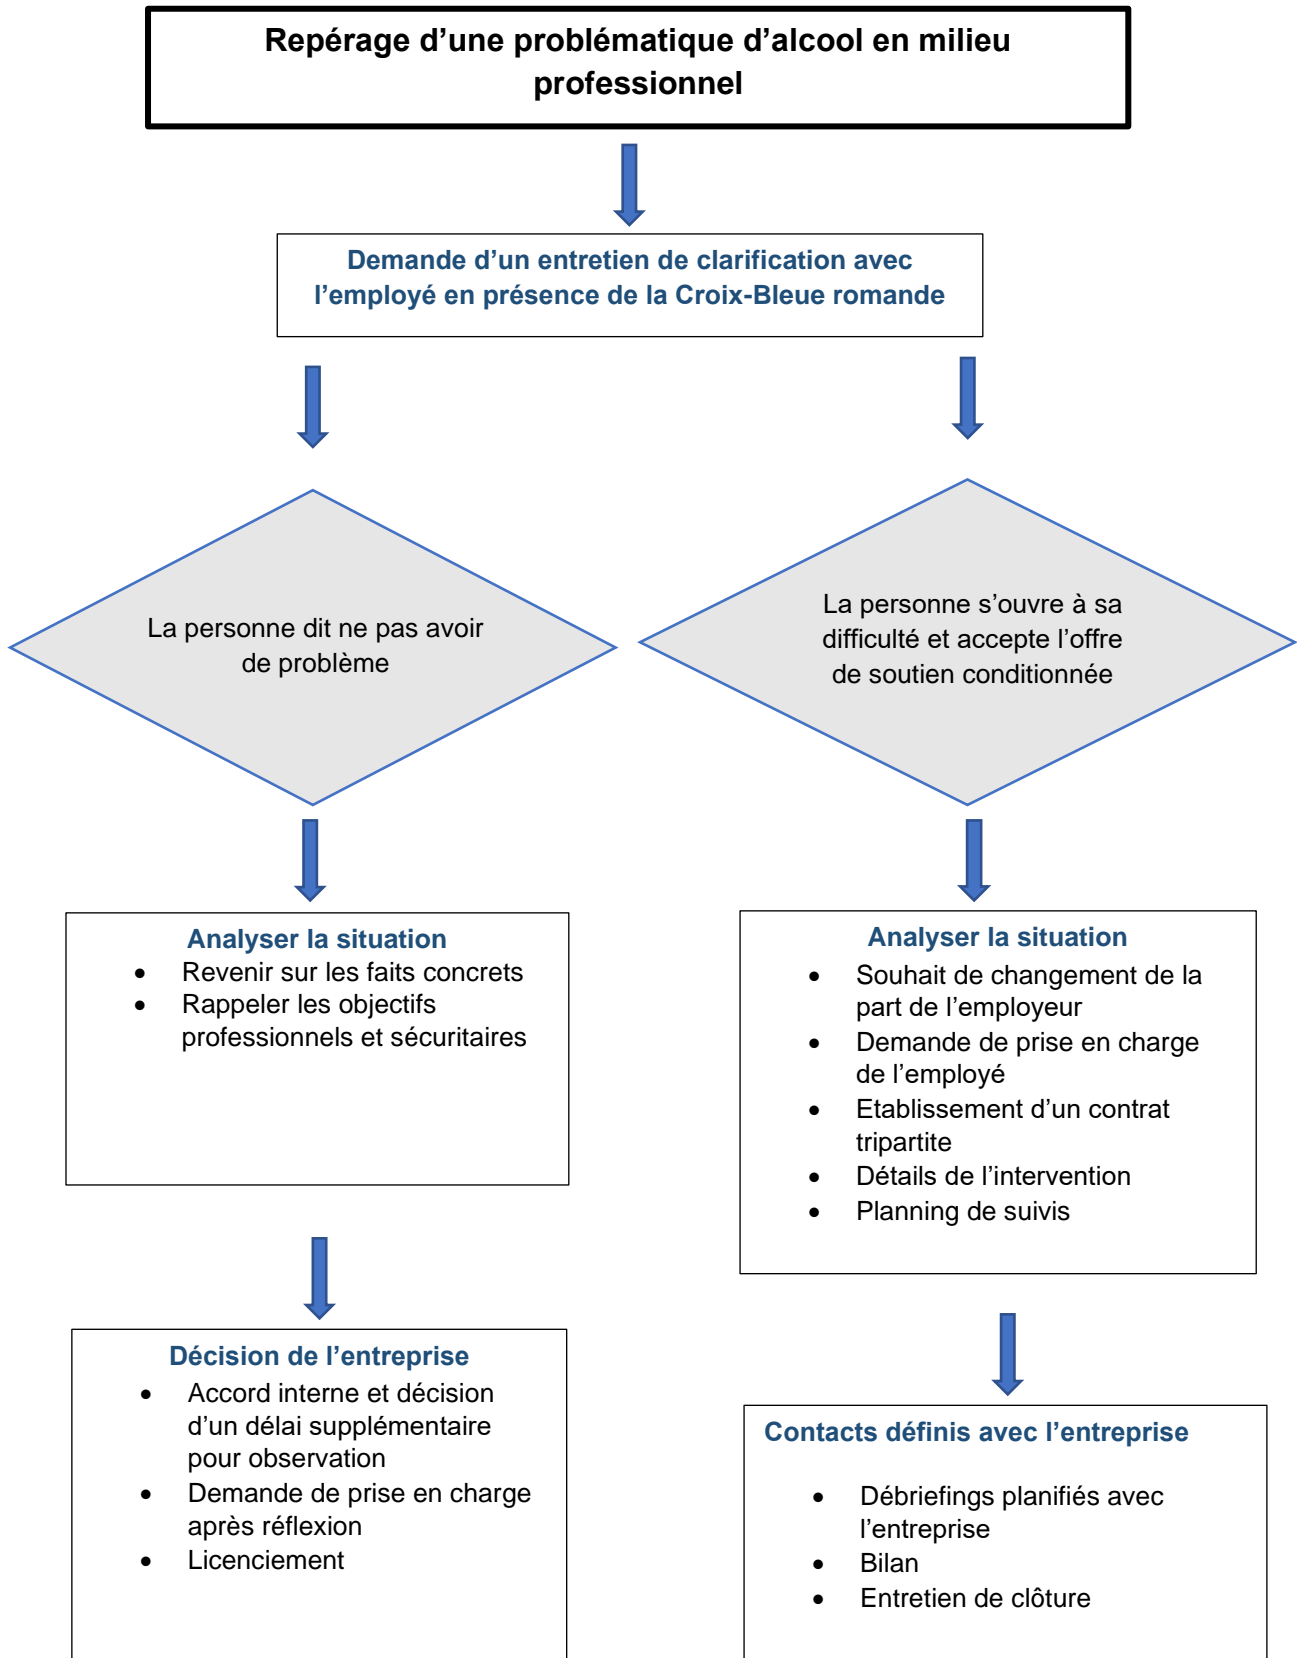 Repérage d’une problématique d’alcool en milieu
professionnel
Demande d’un entretien de clarification avec
l’employé en présence de la Croix-Bleue romande
La personne dit ne pas avoir
de problème
La personne s’ouvre à sa
difficulté et accepte l’offre
de soutien conditionnée
Analyser la situation
• Revenir sur les faits concrets
• Rappeler les objectifs
professionnels et sécuritaires
Analyser la situation
• Souhait de changement de la
part de l’employeur
• Demande de prise en charge
de l’employé
• Etablissement d’un contrat
tripartite
• Détails de l’intervention
• Planning de suivis
Décision de l’entreprise
• Accord interne et décision
d’un délai supplémentaire
pour observation
• Demande de prise en charge
après réflexion
• Licenciement
Contacts définis avec l’entreprise
• Débriefings planifiés avec
l’entreprise
• Bilan
• Entretien de clôture